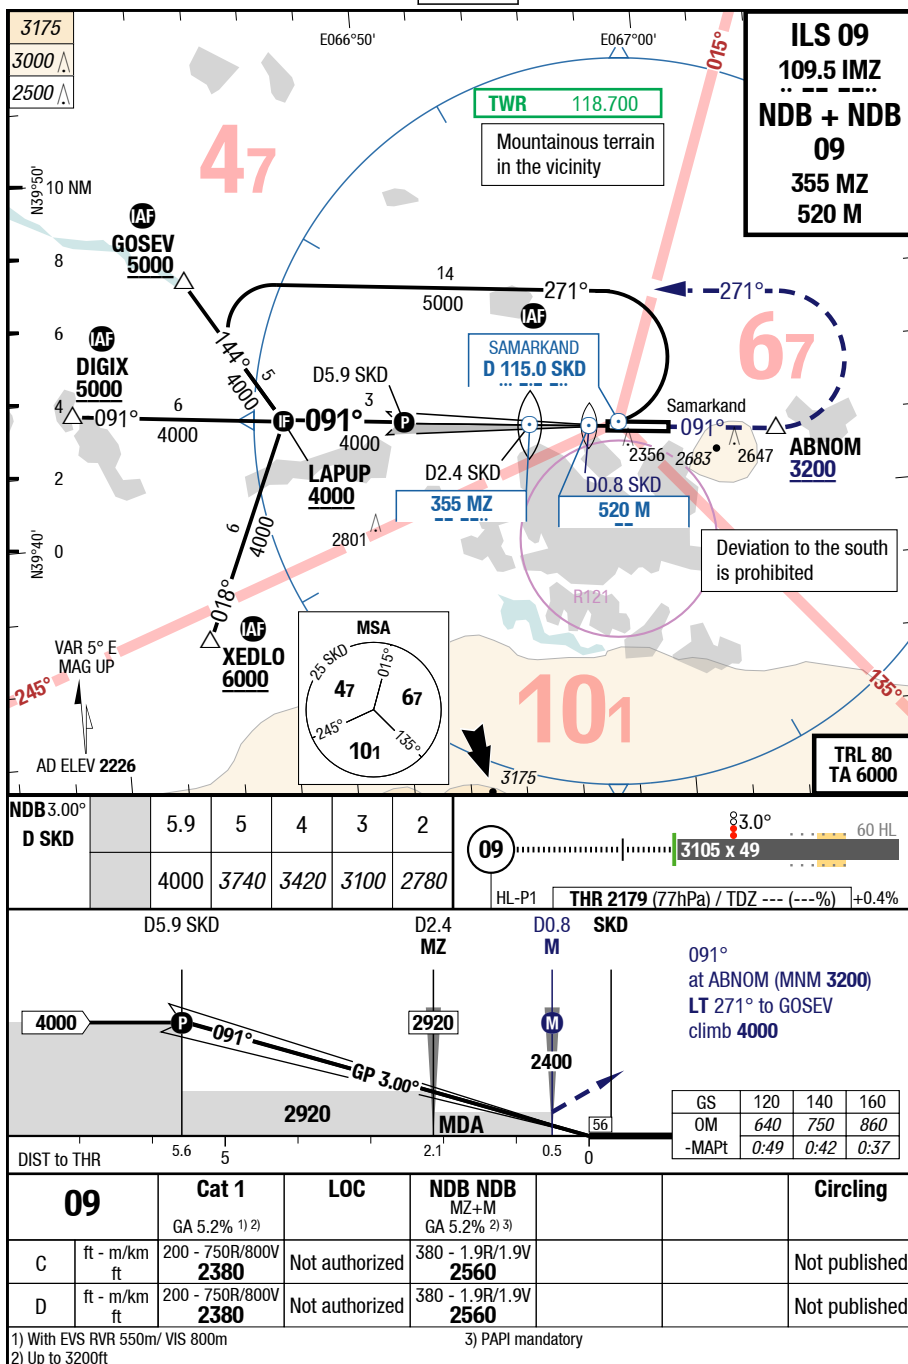 3175
3000
2500
E066°50'
E067°00'
015°
ILS 09
109.5 IMZ
NDB + NDB
09
355 MZ
520 M
TWR 118.700
Mountainous terrain
in the vicinity
47
N39°50'
10 NM
8
6
4
2
0
N39°40'
IAF
GOSEV
5000
14
5000
271°
IAF
271°
67
IAF
DIGIX
5000
144°
5
4000
D5.9 SKD
SAMARKAND
D 115.0 SKD
091°
6
4000
IF
091°
3
4000
P
Samarkand
091°
ABNOM
3200
2356
2683
2647
LAPUP
4000
D2.4 SKD
D0.8 SKD
355 MZ
520 M
6
4000
018°
2801
Deviation to the south
is prohibited
R121
IAF
XEDLO
6000
VAR 5° E
MAG UP
245°
135°
MSA
25 SKD
015°
47
67
245°
135°
101
101
3175
AD ELEV 2226
TRL 80
TA 6000
NDB 3.00°
D SKD
5.9 5 4 3 2
4000 3740 3420 3100 2780
09
3.0°
60 HL
3105 x 49
HL-P1
THR 2179 (77hPa) / TDZ --- (---%)
+0.4%
D5.9 SKD
D2.4
MZ
D0.8
M
SKD
091°
at ABNOM (MNM 3200)
LT 271° to GOSEV
climb 4000
4000
P
091°
GP 3.00°
2920
M
2400
2920
MDA
56
DIST to THR
5.6
5
2.1
0.5
0
GS 120 140 160
OM 640 750 860
-MAPt 0:49 0:42 0:37
09
Cat 1
GA 5.2% 1) 2)
LOC
NDB NDB
MZ+M
GA 5.2% 2) 3)
Circling
C
ft - m/km
ft
200 - 750R/800V
2380
Not authorized
380 - 1.9R/1.9V
2560
Not published
D
ft - m/km
ft
200 - 750R/800V
2380
Not authorized
380 - 1.9R/1.9V
2560
Not published
1) With EVS RVR 550m/ VIS 800m
3) PAPI mandatory
2) Up to 3200ft